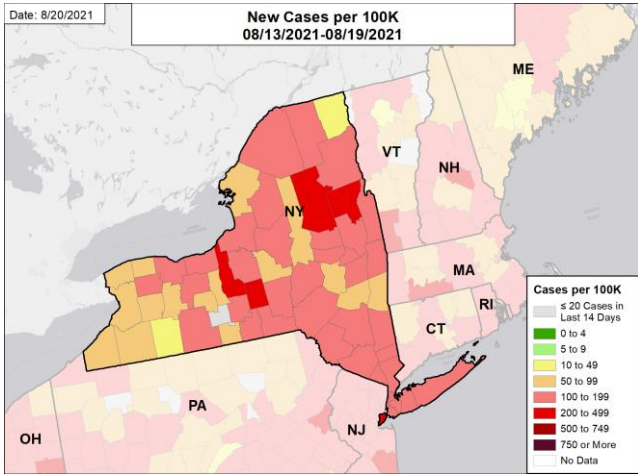 Date: 8/20/2021
New Cases per 100K
08/13/2021-08/19/2021
ME
VT
NH
NY
MA
CT
RI
PA
NJ
OH
Cases per 100K
≤ 20 Cases in
Last 14 Days
0 to 4
5 to 9
10 to 49
50 to 99
100 to 199
200 to 499
500 to 749
750 or More
No Data